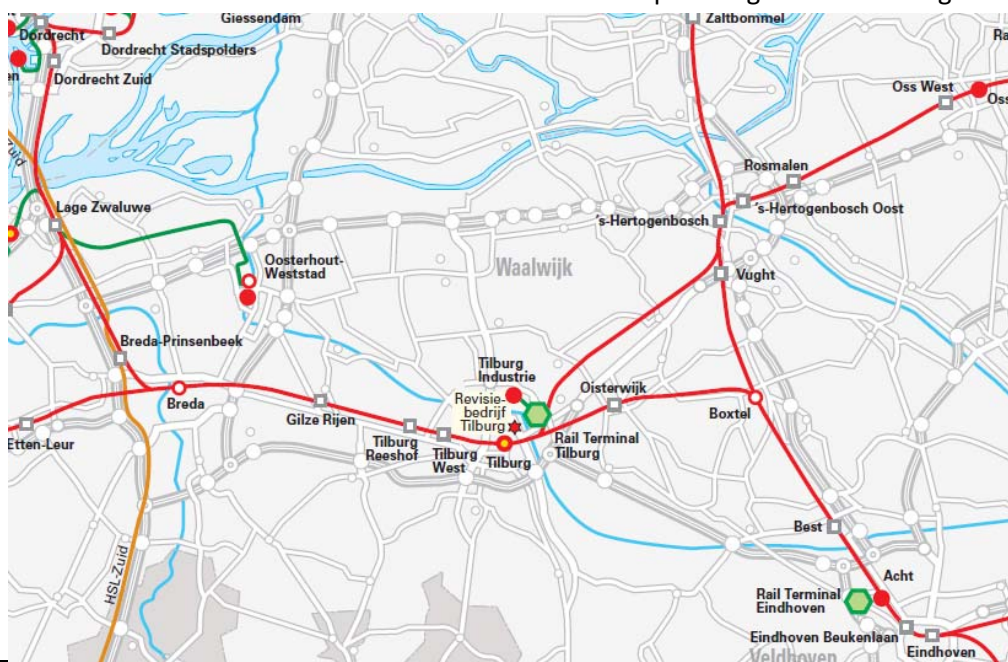 Giessendam
Zaltbommel
Dordrecht
Dordrecht Stadspolders
Dordrecht Zuid
Oss West
Oss
Rosmalen
Zuid
Lage Zwaluwe
's-Hertogenbosch Oost
's-Hertogenbosch
Oosterhout-
Weststad
Waalwijk
Vught
Breda-Prinsenbeek
Tilburg
Industrie
Oisterwijk
Revisie-
bedrijf
Tilburg
Breda
Gilze Rijen
Boxtel
Etten-Leur
Tilburg
Reeshof
Tilburg
West
Tilburg
Rail Terminal
Tilburg
Best
HSL-Zuid
Acht
Rail Terminal
Eindhoven
Eindhoven Beukenlaan
Eindhoven
Veldhoven